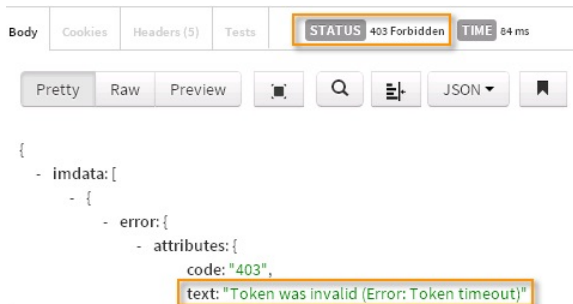 Body Cookies Headers (5) Tests STATUS 403 Forbidden TIME 84 ms
Pretty Raw Preview JSON
{
- imdata: [
- {
- error: {
- attributes: {
code: "403",
text: "Token was invalid (Error: Token timeout)"